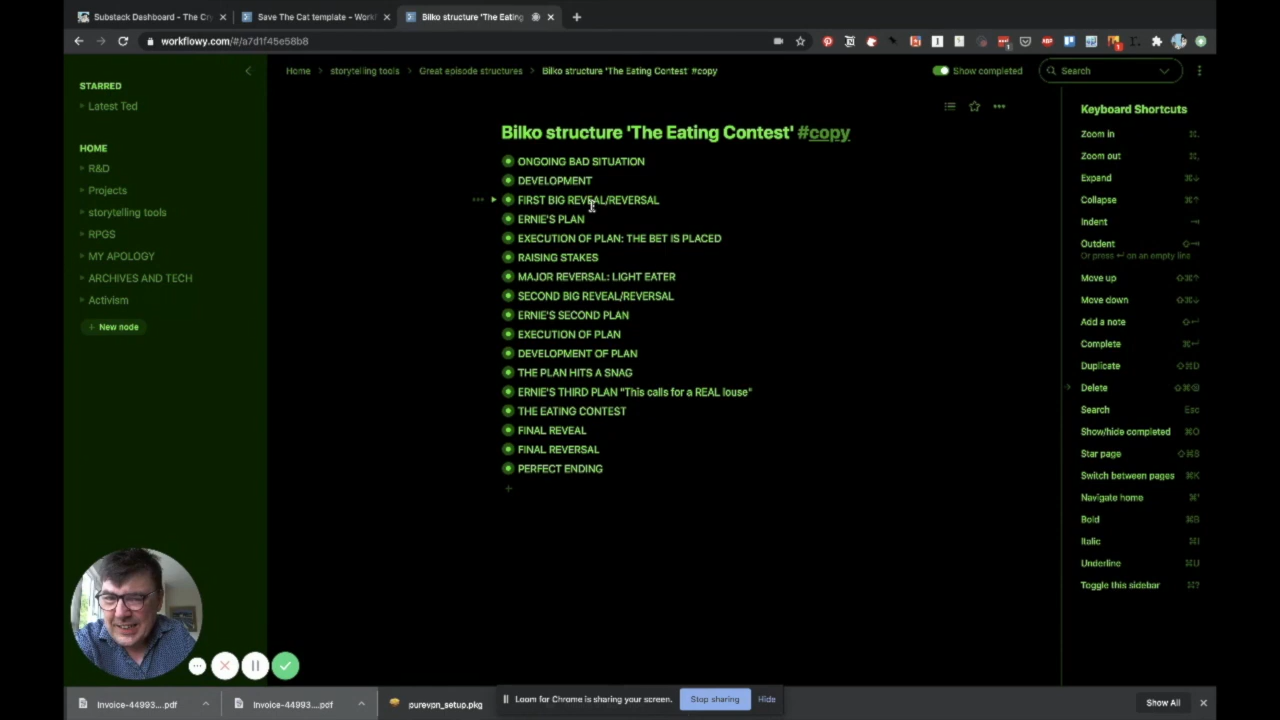 Substack Dashboard - The Cry
Save The Cat template - Workf
Bilko structure 'The Eating
workflowy.com/#/a7d1f45e58b8
STARRED
Latest Ted
HOME
R&D
Projects
storytelling tools
RPGS
MY APOLOGY
ARCHIVES AND TECH
Activism
+ New node
Home > storytelling tools > Great episode structures > Bilko structure 'The Eating Contest' #copy
Show completed
Search
Bilko structure 'The Eating Contest' #copy
ONGOING BAD SITUATION
DEVELOPMENT
FIRST BIG REVEAL/REVERSAL
ERNIE'S PLAN
EXECUTION OF PLAN: THE BET IS PLACED
RAISING STAKES
MAJOR REVERSAL: LIGHT EATER
SECOND BIG REVEAL/REVERSAL
ERNIE'S SECOND PLAN
EXECUTION OF PLAN
DEVELOPMENT OF PLAN
THE PLAN HITS A SNAG
ERNIE'S THIRD PLAN "This calls for a REAL louse"
THE EATING CONTEST
FINAL REVEAL
FINAL REVERSAL
PERFECT ENDING
Keyboard Shortcuts
Zoom in
Zoom out
Expand
Collapse
Indent
Outdent
Or press ↵ on an empty line
Move up
Move down
Add a note
Complete
Duplicate
Delete
Search Esc
Show/hide completed
Star page
Switch between pages
Navigate home
Bold
Italic
Underline
Toggle this sidebar
Invoice-44993....pdf
Invoice-44993....pdf
purevpn_setup.pkg
Loom for Chrome is sharing your screen.
Stop sharing
Hide
Show All